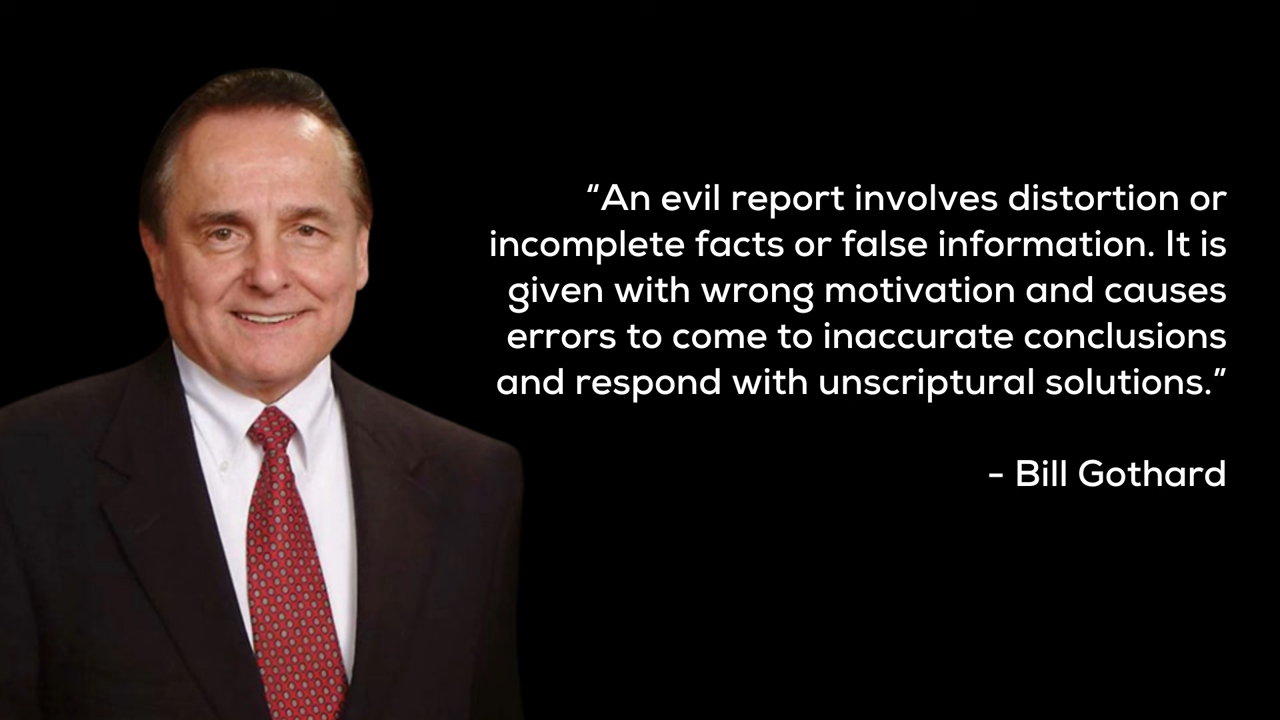 “An evil report involves distortion or
incomplete facts or false information. It is
given with wrong motivation and causes
errors to come to inaccurate conclusions
and respond with unscriptural solutions.”
- Bill Gothard